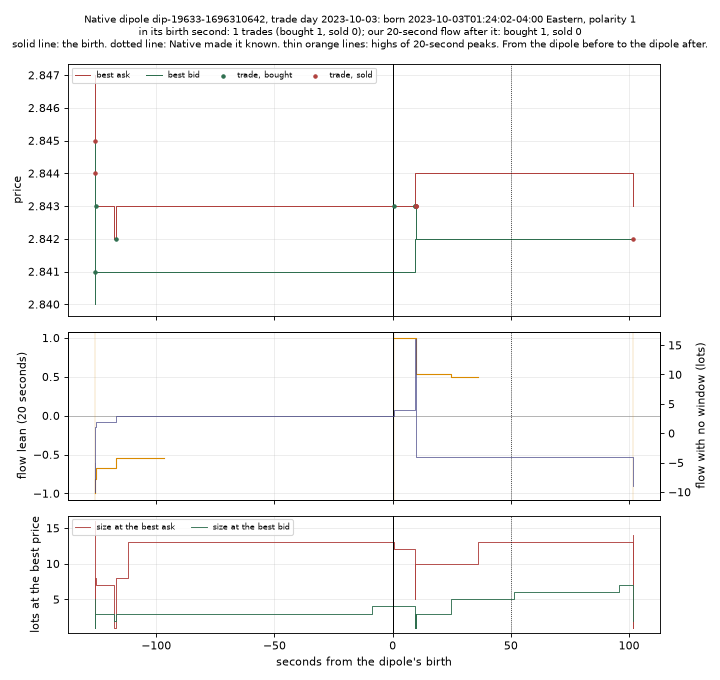 Native dipole dip-19633-1696310642, trade day 2023-10-03: born 2023-10-03T01:24:02-04:00 Eastern, polarity 1
in its birth second: 1 trades (bought 1, sold 0); our 20-second flow after it: bought 1, sold 0
solid line: the birth. dotted line: Native made it known. thin orange lines: highs of 20-second peaks. From the dipole before to the dipole after.
best ask best bid trade, bought trade, sold
2.847
2.846
2.845
2.844
2.843
2.842
2.841
2.840
price
1.0
0.5
0.0
−0.5
−1.0
flow lean (20 seconds)
15
10
5
0
−5
−10
flow with no window (lots)
size at the best ask size at the best bid
15
10
5
lots at the best price
−100 −50 0 50 100
seconds from the dipole's birth